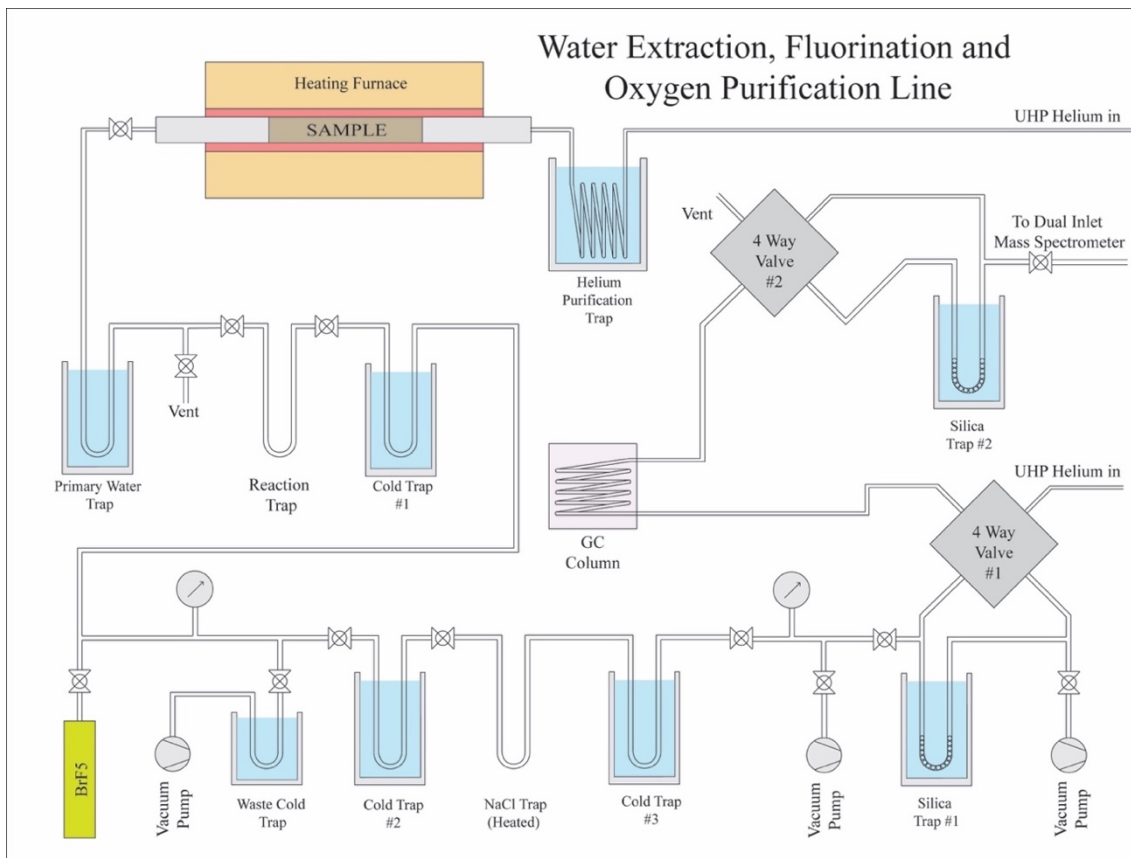 Water Extraction, Fluorination and
Oxygen Purification Line
Heating Furnace
SAMPLE
UHP Helium in
Vent
4 Way
Valve
#2
To Dual Inlet
Mass Spectrometer
Helium
Purification
Trap
Vent
Silica
Trap #2
Primary Water
Trap
Reaction
Trap
Cold Trap
#1
UHP Helium in
GC
Column
4 Way
Valve
#1
BrF5
Vacuum
Pump
Waste Cold
Trap
Cold Trap
#2
NaCl Trap
(Heated)
Cold Trap
#3
Vacuum
Pump
Silica
Trap #1
Vacuum
Pump